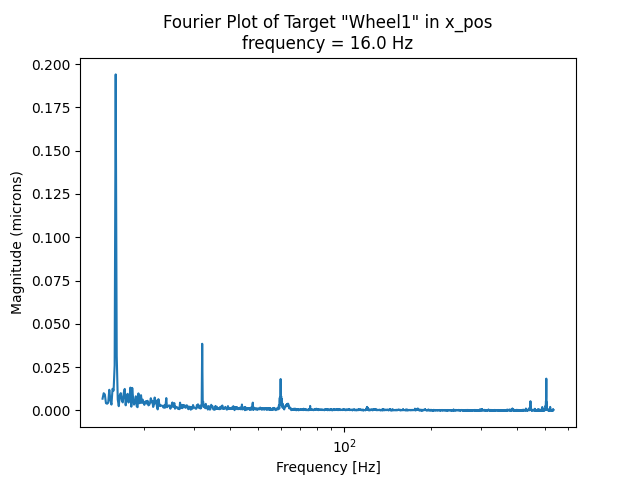 Fourier Plot of Target "Wheel1" in x_pos
frequency = 16.0 Hz
0.200
0.175
0.150
0.125
0.100
0.075
0.050
0.025
0.000
Magnitude (microns)
10²
Frequency [Hz]